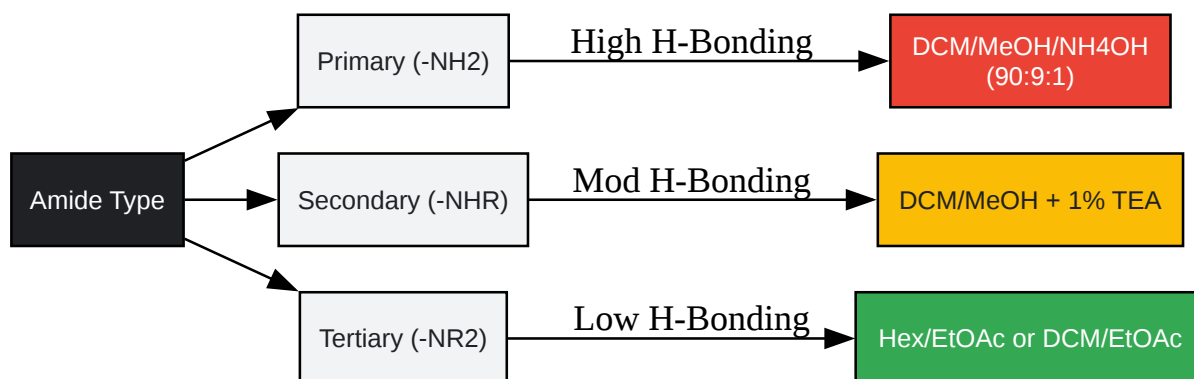 Primary (-NH2)
High H-Bonding
DCM/MeOH/NH4OH
(90:9:1)
Amide Type
Secondary (-NHR)
Mod H-Bonding
DCM/MeOH + 1% TEA
Tertiary (-NR2)
Low H-Bonding
Hex/EtOAc or DCM/EtOAc